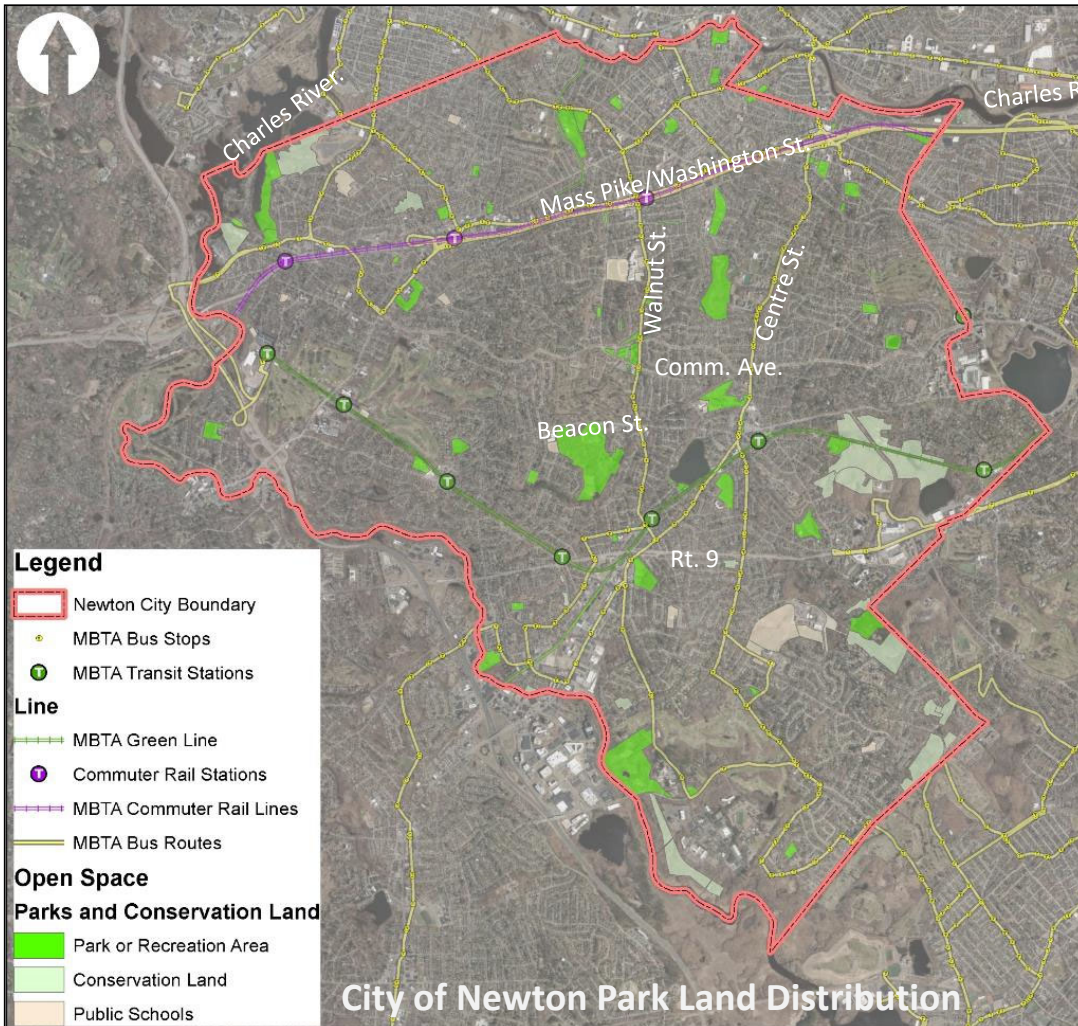 Charles River.
Charles R
Mass Pike/Washington St.
Walnut St.
Centre St.
Comm. Ave.
Beacon St.
Rt. 9
Legend
Newton City Boundary
MBTA Bus Stops
T MBTA Transit Stations
Line
MBTA Green Line
T Commuter Rail Stations
MBTA Commuter Rail Lines
MBTA Bus Routes
Open Space
Parks and Conservation Land
Park or Recreation Area
Conservation Land
Public Schools
City of Newton Park Land Distribution